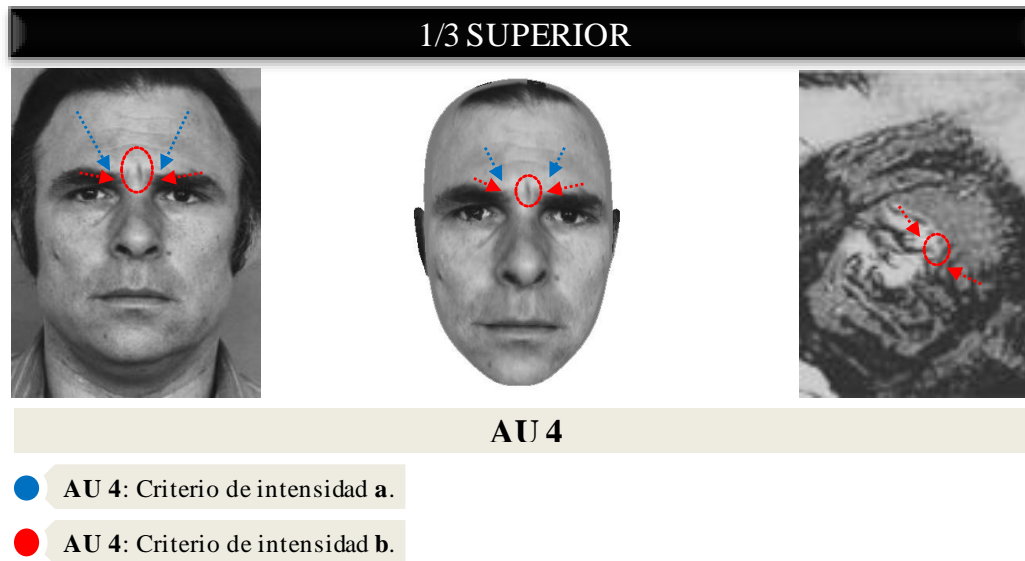 1/3 SUPERIOR
AU 4
AU 4: Criterio de intensidad a.
AU 4: Criterio de intensidad b.